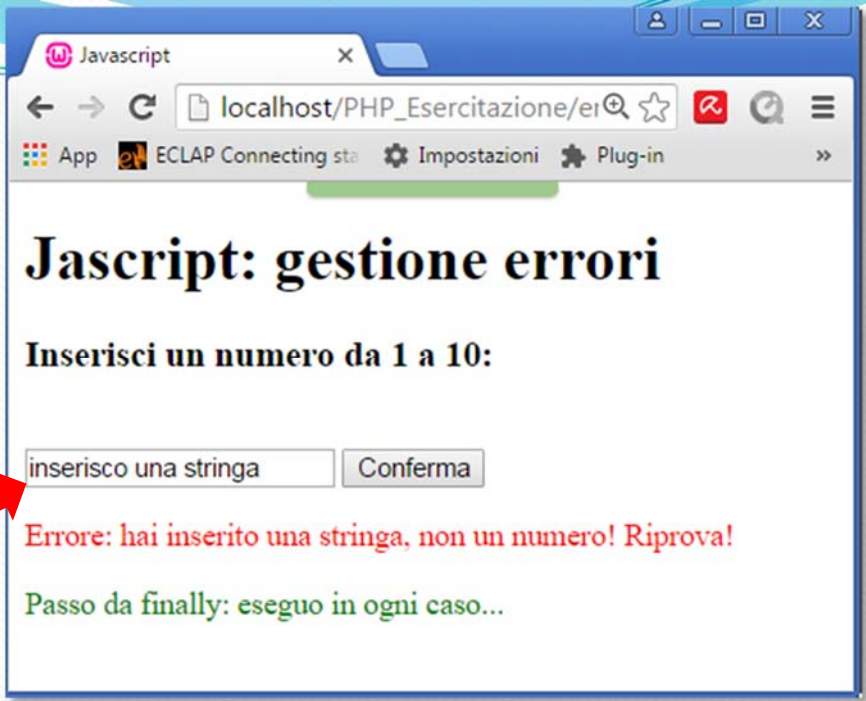 Javascript
localhost/PHP_Esercitazione/er
App ECLAP Connecting sta Impostazioni Plug-in »
Jascript: gestione errori
Inserisci un numero da 1 a 10:
inserisco una stringa Conferma
Errore: hai inserito una stringa, non un numero! Riprova!
Passo da finally: eseguo in ogni caso...